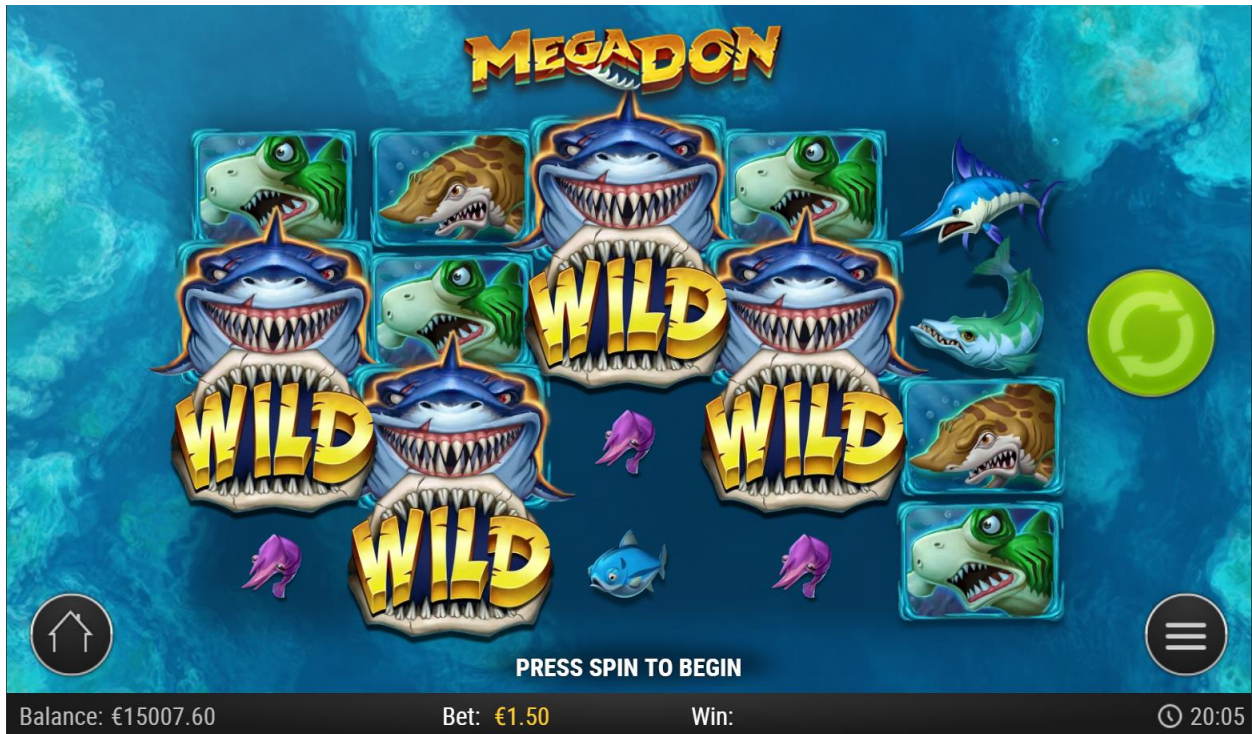 MEGADON
WILD
WILD
WILD
WILD
PRESS SPIN TO BEGIN
Balance: €15007.60
Bet: €1.50
Win:
20:05